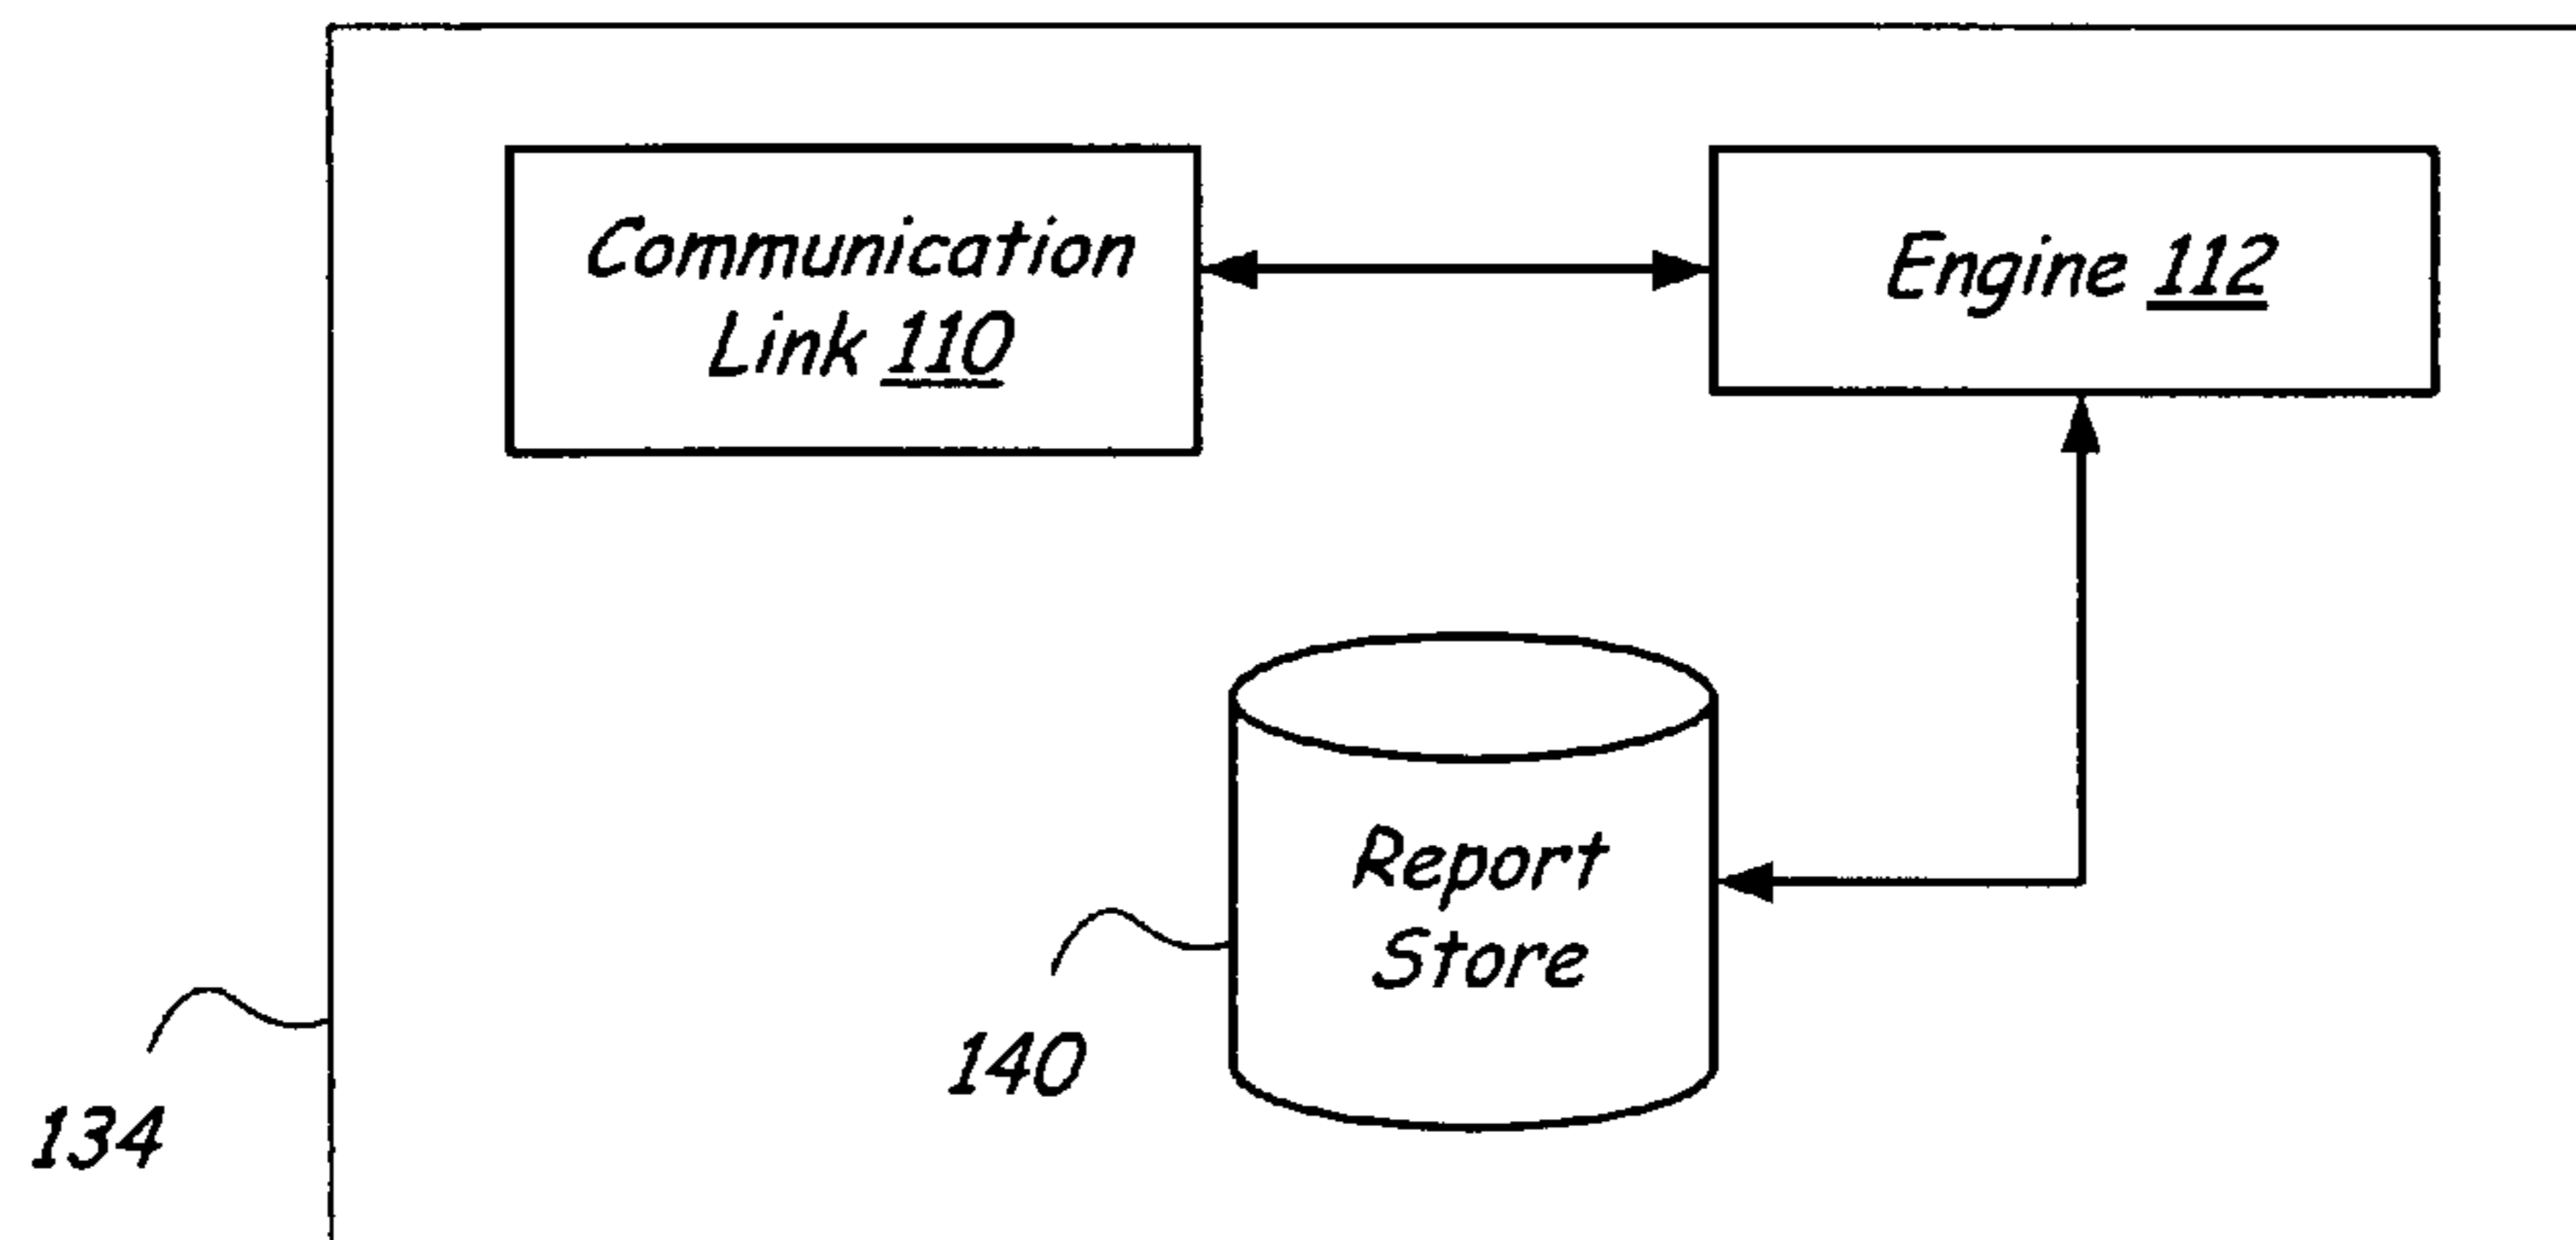 Communication
Link 110
Engine 112
Report
Store
140
134